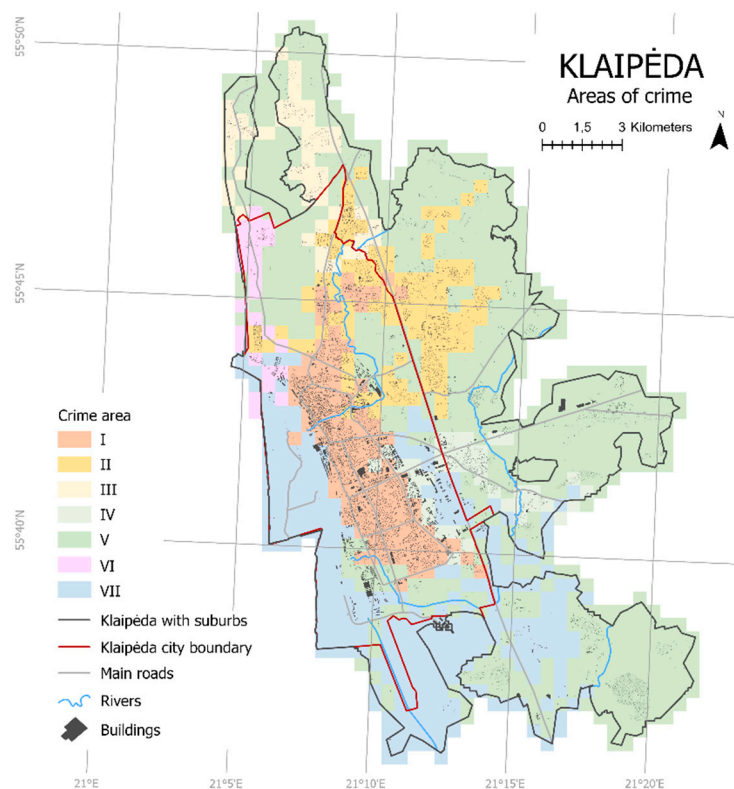 KLAIPĖDA
Areas of crime
N
0 1,5 3 Kilometers
55°50'N
55°45'N
55°40'N
Crime area
I
II
III
IV
V
VI
VII
Klaipėda with suburbs
Klaipėda city boundary
Main roads
Rivers
Buildings
21°E 21°5'E 21°10'E 21°15'E 21°20'E